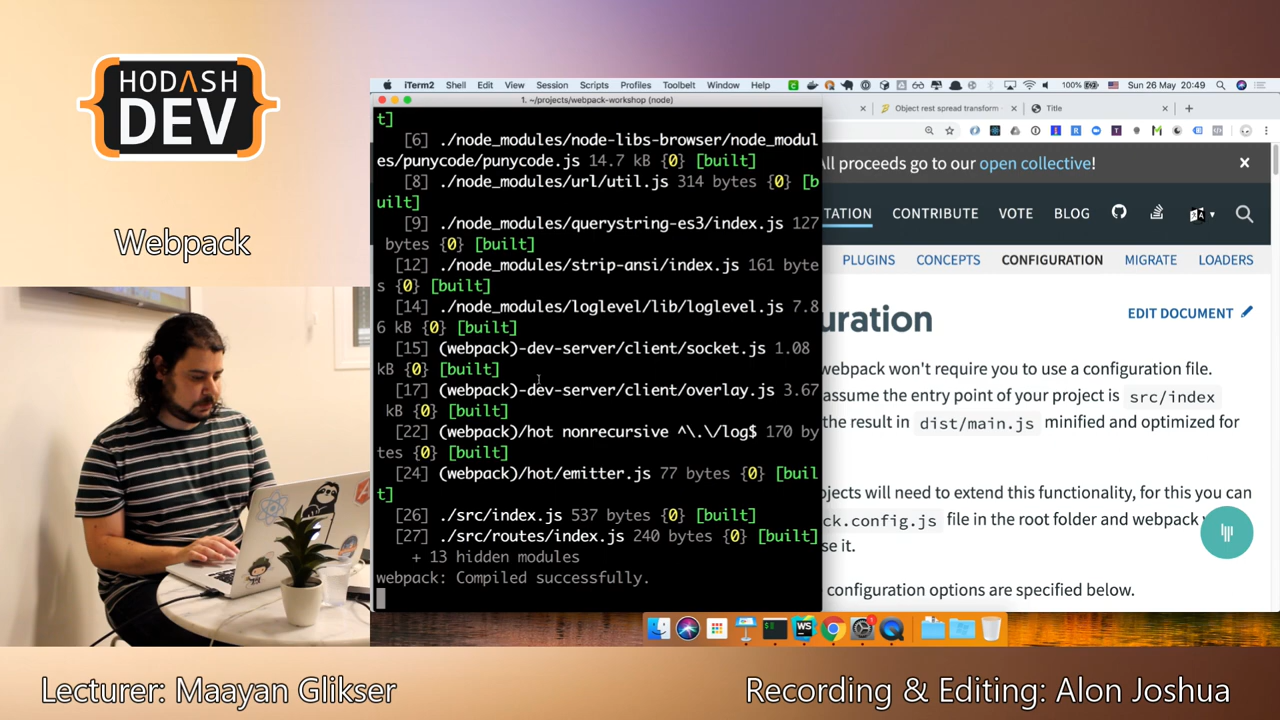 HODASH
DEV
Webpack
iTerm2 Shell Edit View Session Scripts Profiles Toolbelt Window Help
100% Sun 26 May 20:49
1. ~/projects/webpack-workshop (node)
t]
[6] ./node_modules/node-libs-browser/node_modul
es/punycode/punycode.js 14.7 kB {0} [built]
[8] ./node_modules/url/util.js 314 bytes {0} [b
uilt]
[9] ./node_modules/querystring-es3/index.js 127
bytes {0} [built]
[12] ./node_modules/strip-ansi/index.js 161 byte
s {0} [built]
[14] ./node_modules/loglevel/lib/loglevel.js 7.8
6 kB {0} [built]
[15] (webpack)-dev-server/client/socket.js 1.08
kB {0} [built]
[17] (webpack)-dev-server/client/overlay.js 3.67
kB {0} [built]
[22] (webpack)/hot nonrecursive ^\.\/log$ 170 by
tes {0} [built]
[24] (webpack)/hot/emitter.js 77 bytes {0} [buil
t]
[26] ./src/index.js 537 bytes {0} [built]
[27] ./src/routes/index.js 240 bytes {0} [built]
+ 13 hidden modules
webpack: Compiled successfully.
Object rest spread transform · Title
All proceeds go to our open collective!
TATION CONTRIBUTE VOTE BLOG
PLUGINS CONCEPTS CONFIGURATION MIGRATE LOADERS
EDIT DOCUMENT
uration
webpack won't require you to use a configuration file.
assume the entry point of your project is src/index
the result in dist/main.js minified and optimized for
ojects will need to extend this functionality, for this you can
ck.config.js file in the root folder and webpack
se it.
configuration options are specified below.
Lecturer: Maayan Glikser
Recording & Editing: Alon Joshua